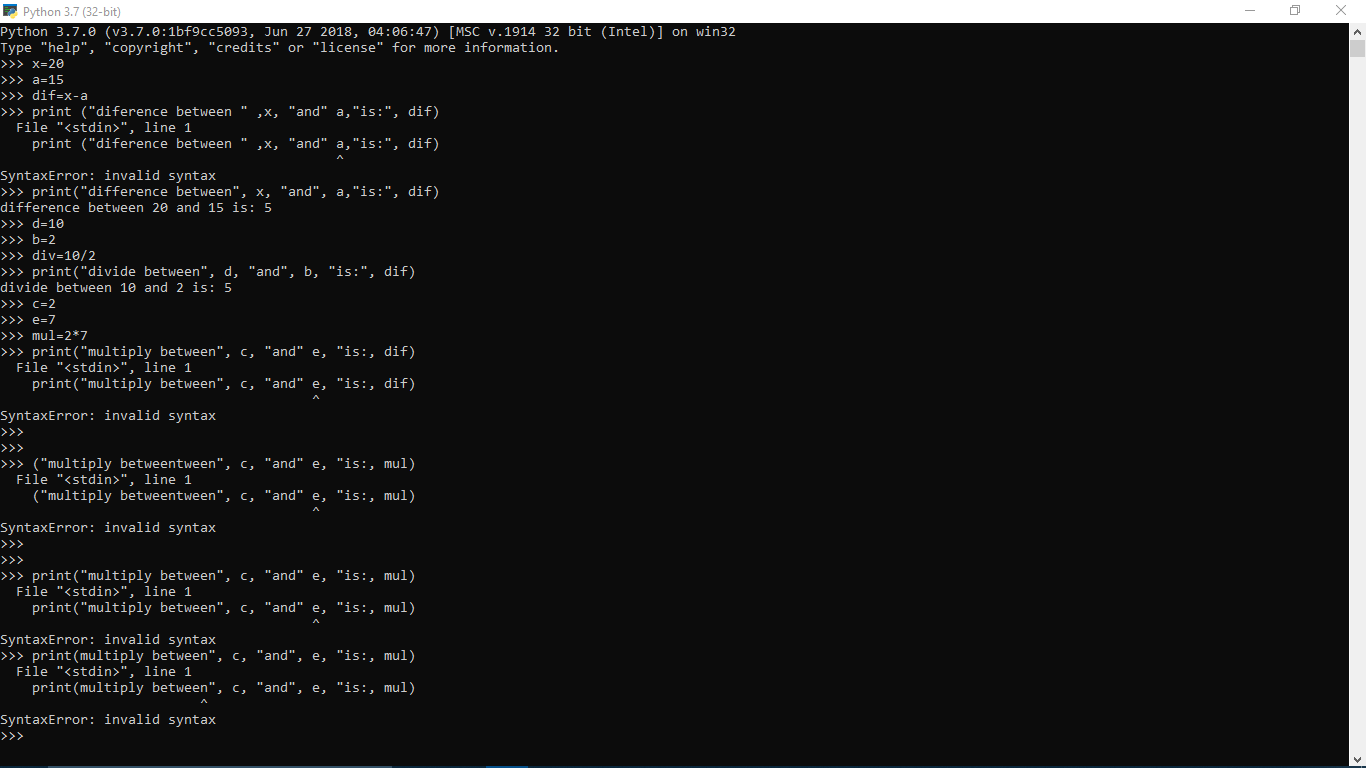 Python 3.7 (32-bit)
Python 3.7.0 (v3.7.0:1bf9cc5093, Jun 27 2018, 04:06:47) [MSC v.1914 32 bit (Intel)] on win32
Type "help", "copyright", "credits" or "license" for more information.
>>> x=20
>>> a=15
>>> dif=x-a
>>> print ("diference between " ,x, "and" a,"is:", dif)
  File "<stdin>", line 1
    print ("diference between " ,x, "and" a,"is:", dif)
                                          ^
SyntaxError: invalid syntax
>>> print("difference between", x, "and", a,"is:", dif)
difference between 20 and 15 is: 5
>>> d=10
>>> b=2
>>> div=10/2
>>> print("divide between", d, "and", b, "is:", dif)
divide between 10 and 2 is: 5
>>> c=2
>>> e=7
>>> mul=2*7
>>> print("multiply between", c, "and" e, "is:, dif)
  File "<stdin>", line 1
    print("multiply between", c, "and" e, "is:, dif)
                                       ^
SyntaxError: invalid syntax
>>>
>>>
>>> ("multiply betweentween", c, "and" e, "is:, mul)
  File "<stdin>", line 1
    ("multiply betweentween", c, "and" e, "is:, mul)
                                       ^
SyntaxError: invalid syntax
>>>
>>>
>>> print("multiply between", c, "and" e, "is:, mul)
  File "<stdin>", line 1
    print("multiply between", c, "and" e, "is:, mul)
                                       ^
SyntaxError: invalid syntax
>>> print(multiply between", c, "and", e, "is:, mul)
  File "<stdin>", line 1
    print(multiply between", c, "and", e, "is:, mul)
                         ^
SyntaxError: invalid syntax
>>>